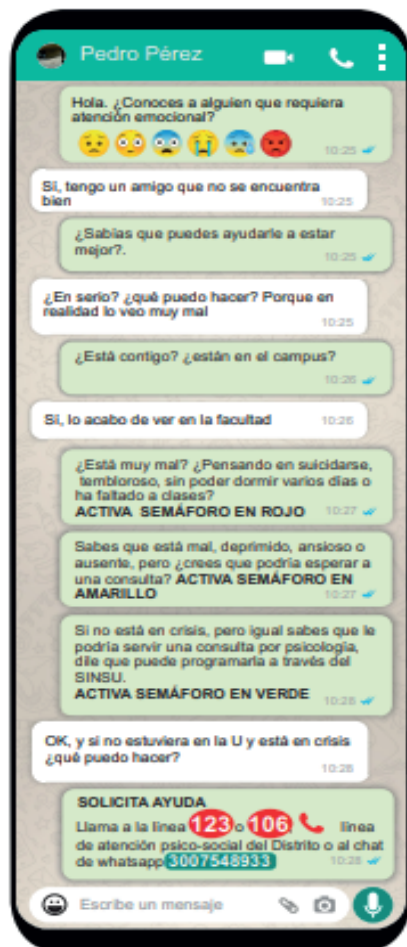 Pedro Pérez
Hola. ¿Conoces a alguien que requiera
atención emocional?
10:25
Si, tengo un amigo que no se encuentra
bien
10:25
¿Sabias que puedes ayudarle a estar
mejor?.
10:25
¿En serio? ¿qué puedo hacer? Porque en
realidad lo veo muy mal
10:25
¿Está contigo? ¿están en el campus?
10:26
Si, lo acabo de ver en la facultad
10:26
¿Está muy mal? ¿Pensando en suicidarse,
tembloroso, sin poder dormir varios días o
ha faltado a clases?
ACTIVA SEMÁFORO EN ROJO 10:27
Sabes que está mal, deprimido, ansioso o
ausente, pero ¿crees que podría esperar a
una consulta? ACTIVA SEMÁFORO EN
AMARILLO 10:27
Si no está en crisis, pero igual sabes que le
podría servir una consulta por psicología,
dile que puede programarla a través del
SINSU.
ACTIVA SEMÁFORO EN VERDE 10:28
OK, y si no estuviera en la U y está en crisis
¿qué puedo hacer?
10:28
SOLICITA AYUDA
Llama a la línea 123 o 106 línea
de atención psico-social del Distrito o al chat
de whatsapp 3007548933 10:28
Escribe un mensaje